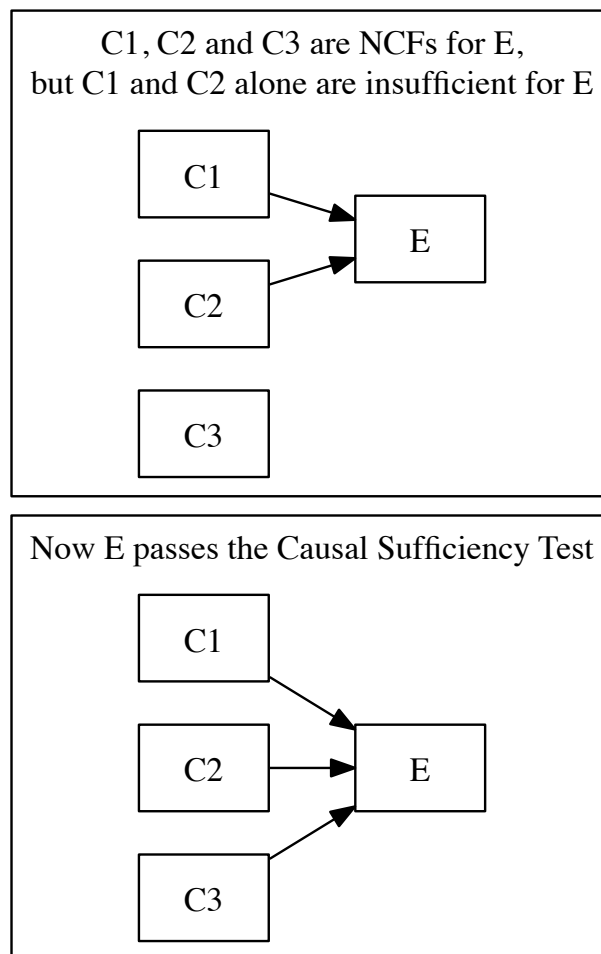 C1, C2 and C3 are NCFs for E,
but C1 and C2 alone are insufficient for E
C1
E
C2
C3
Now E passes the Causal Sufficiency Test
C1
C2
E
C3